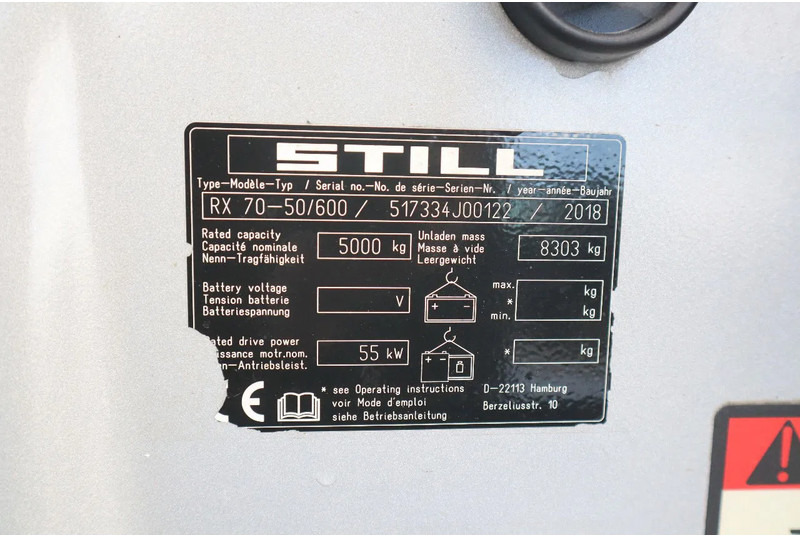 STILL
Type-Modèle-Typ / Serial no.-No. de série-Serien-Nr. / year-année-Baujahr
RX 70-50/600 / 517334J00122 / 2018
Rated capacity
Capacité nominale
Nenn-Tragfähigkeit
5000 kg
Unladen mass
Masse à vide
Leergewicht
8303 kg
Battery voltage
Tension batterie
Batteriespannung
V
max. kg
*
min. kg
ated drive power
issance motr.nom.
n-Antriebsleist.
55 kW
* kg
CE
* see Operating instructions
voir Mode d'emploi
siehe Betriebsanleitung
D-22113 Hamburg
Berzeliusstr. 10